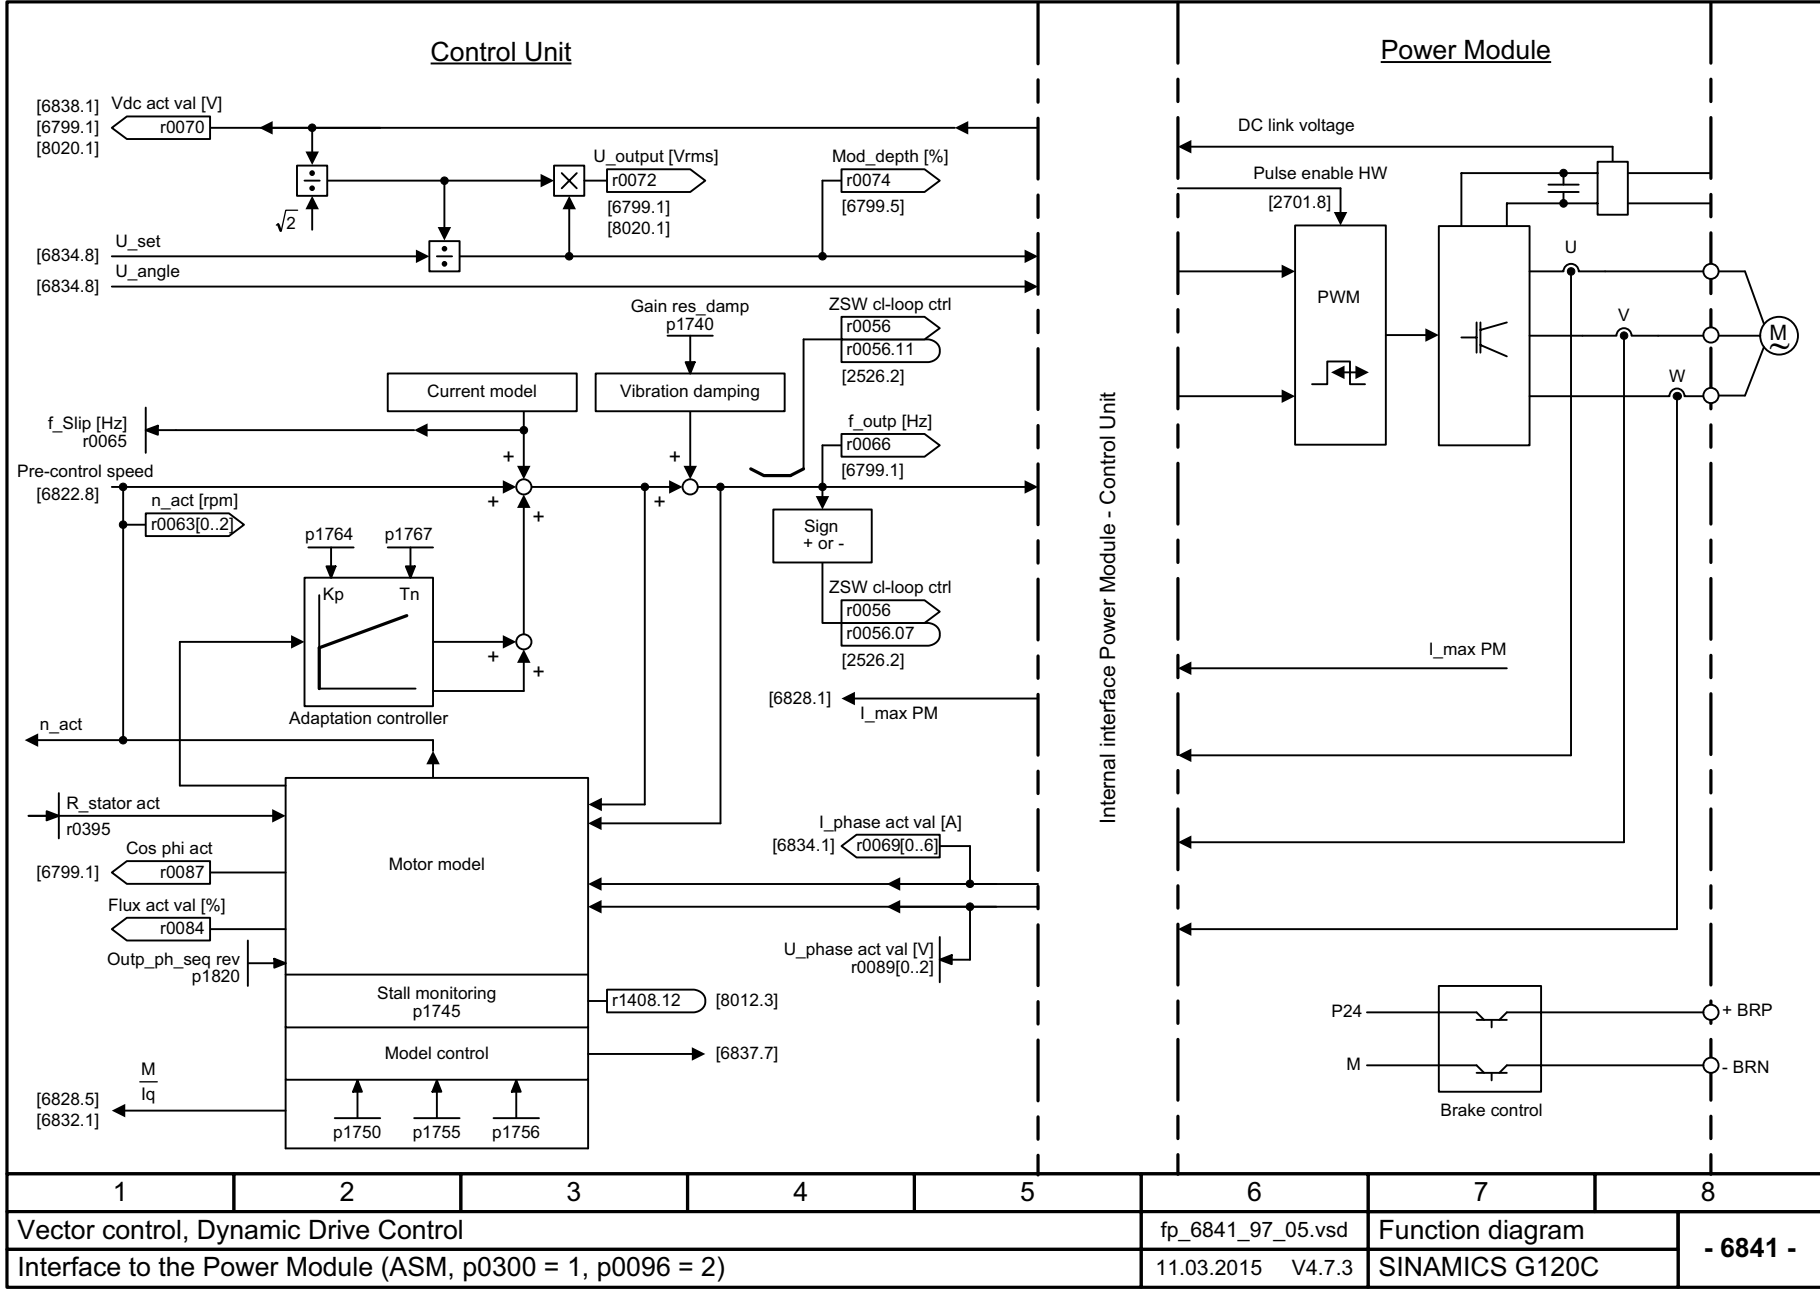 Control Unit
Power Module
[6838.1]
Vdc act val [V]
[6799.1]
r0070
[8020.1]
U_output [Vrms]
r0072
[6799.1]
[8020.1]
Mod_depth [%]
r0074
[6799.5]
÷
×
√2
U_set
[6834.8]
÷
U_angle
[6834.8]
DC link voltage
Pulse enable HW
[2701.8]
PWM
U
V
W
M
~
Gain res_damp
p1740
ZSW cl-loop ctrl
r0056
r0056.11
[2526.2]
Current model
Vibration damping
f_Slip [Hz]
r0065
f_outp [Hz]
r0066
[6799.1]
Pre-control speed
[6822.8]
+
+
+
+
+
n_act [rpm]
r0063[0..2]
Sign
+ or -
p1764
p1767
Kp
Tn
+
+
Adaptation controller
ZSW cl-loop ctrl
r0056
r0056.07
[2526.2]
[6828.1]
I_max PM
Internal interface Power Module - Control Unit
I_max PM
n_act
R_stator act
r0395
Cos phi act
[6799.1]
r0087
Flux act val [%]
r0084
Outp_ph_seq rev
p1820
Motor model
I_phase act val [A]
[6834.1]
r0069[0..6]
U_phase act val [V]
r0089[0..2]
Stall monitoring
p1745
r1408.12
[8012.3]
Model control
[6837.7]
M
Iq
[6828.5]
[6832.1]
p1750
p1755
p1756
P24
+ BRP
M
- BRN
Brake control
1
2
3
4
5
6
7
8
Vector control, Dynamic Drive Control
fp_6841_97_05.vsd
Function diagram
- 6841 -
Interface to the Power Module (ASM, p0300 = 1, p0096 = 2)
11.03.2015 V4.7.3
SINAMICS G120C